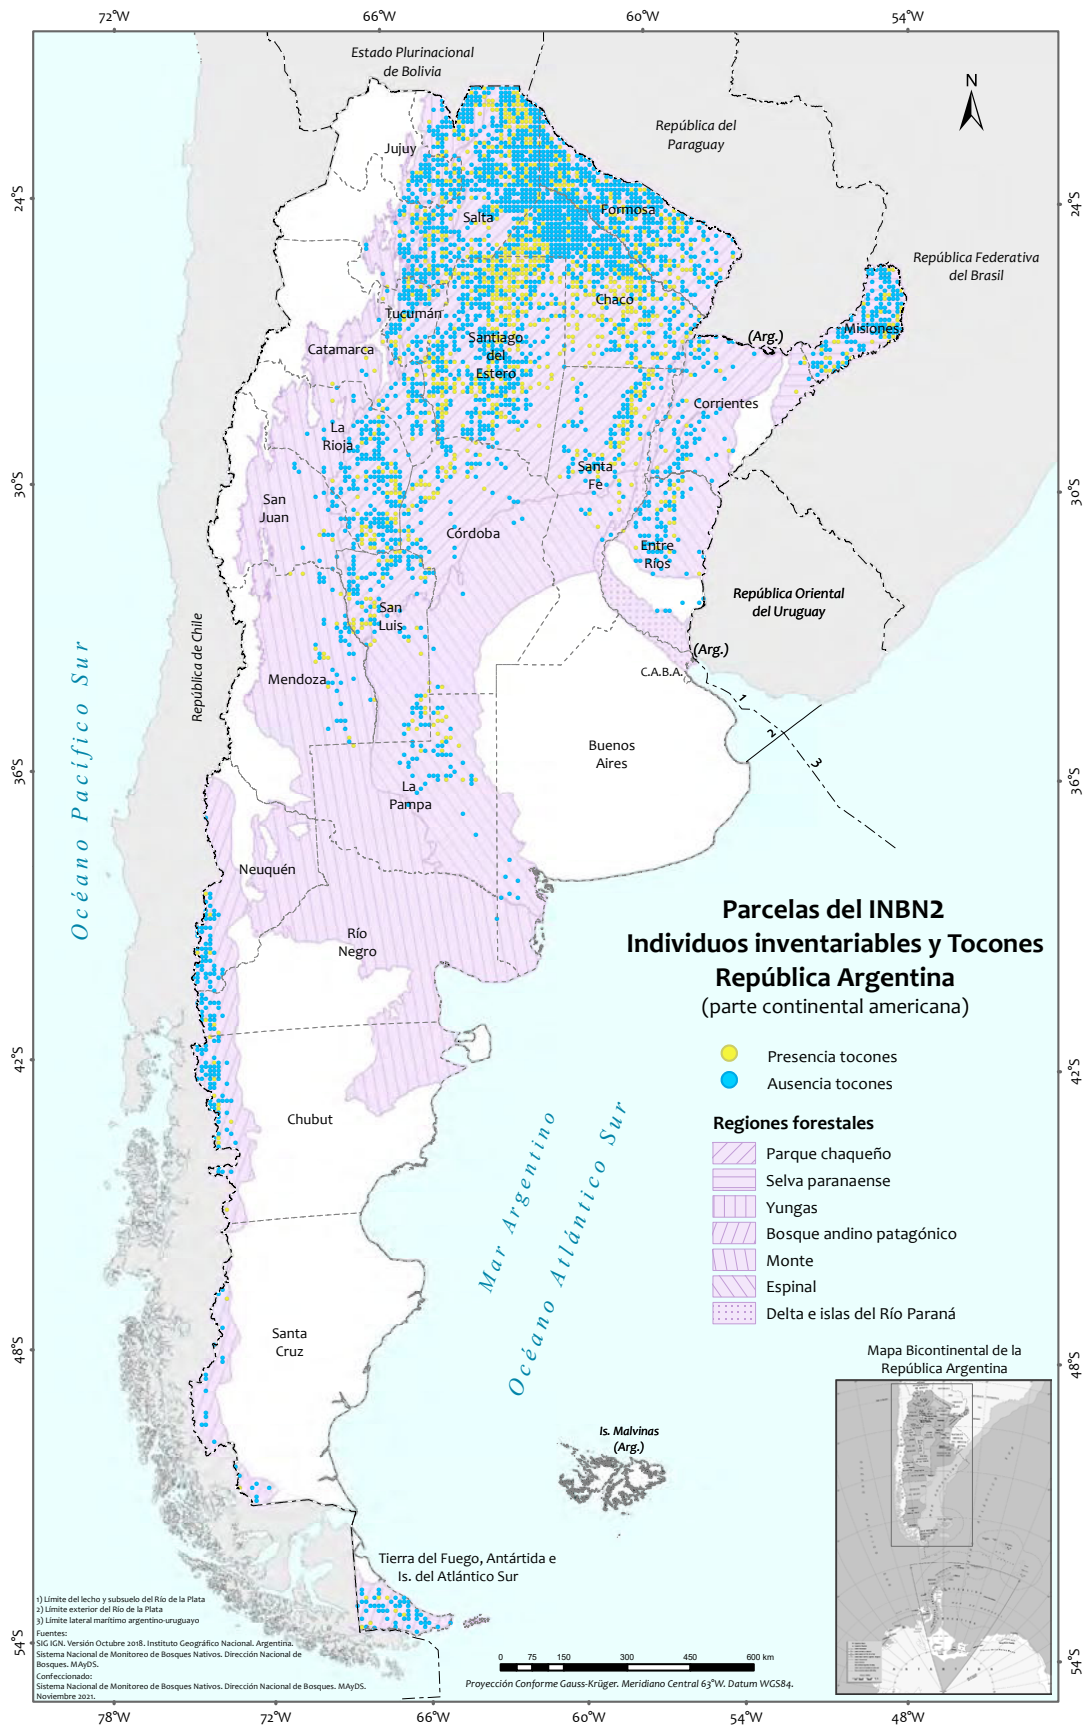 72°W
66°W
60°W
54°W
Estado Plurinacional
de Bolivia
N
República del
Paraguay
Jujuy
24°S
24°S
Salta
Formosa
República Federativa
del Brasil
Chaco
Tucumán
Misiones
(Arg.)
Santiago
del
Estero
Catamarca
Corrientes
La
Rioja
Santa
Fe
30°S
30°S
San
Juan
Córdoba
Entre
Ríos
República Oriental
del Uruguay
San
Luis
República de Chile
(Arg.)
C.A.B.A.
Mendoza
1
2
3
Océano Pacífico Sur
Buenos
Aires
36°S
36°S
La
Pampa
Neuquén
Río
Negro
Parcelas del INBN2
Individuos inventariables y Tocones
República Argentina
(parte continental americana)
Presencia tocones
Ausencia tocones
42°S
42°S
Chubut
Mar Argentino
Océano Atlántico Sur
Regiones forestales
Parque chaqueño
Selva paranaense
Yungas
Bosque andino patagónico
Monte
Espinal
Delta e islas del Río Paraná
Santa
Cruz
48°S
48°S
Mapa Bicontinental de la
República Argentina
Is. Malvinas
(Arg.)
Tierra del Fuego, Antártida e
Is. del Atlántico Sur
1) Límite del lecho y subsuelo del Río de la Plata
2) Límite exterior del Río de la Plata
3) Límite lateral marítimo argentino-uruguayo
Fuentes:
SIG IGN. Versión Octubre 2018. Instituto Geográfico Nacional. Argentina.
Sistema Nacional de Monitoreo de Bosques Nativos. Dirección Nacional de
Bosques. MAyDS.
Confeccionado:
Sistema Nacional de Monitoreo de Bosques Nativos. Dirección Nacional de Bosques. MAyDS.
Noviembre 2021.
54°S
54°S
0 75 150 300 450 600 km
Proyección Conforme Gauss-Krüger. Meridiano Central 63°W. Datum WGS84.
78°W
72°W
66°W
60°W
54°W
48°W